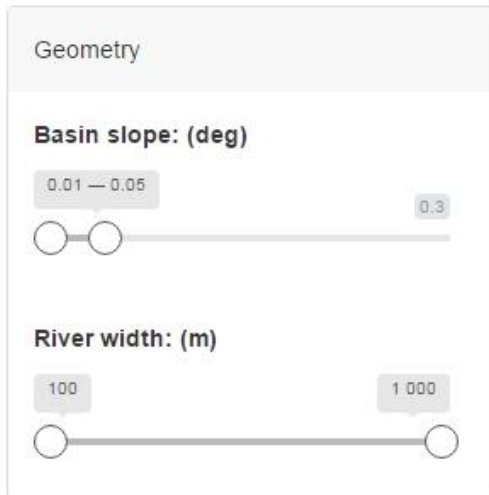 Geometry
Basin slope: (deg)
0.01 — 0.05
0.3
River width: (m)
100 1 000